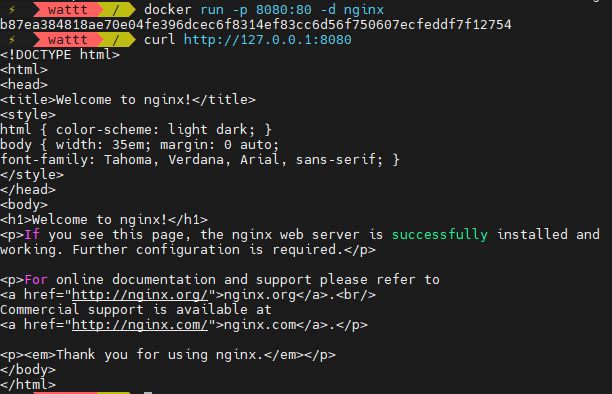 ⚡ wattt / docker run -p 8080:80 -d nginx
b87ea384818ae70e04fe396dcec6f8314ef83cc6d56f750607ecfeddf7f12754
⚡ wattt / curl http://127.0.0.1:8080
<!DOCTYPE html>
<html>
<head>
<title>Welcome to nginx!</title>
<style>
html { color-scheme: light dark; }
body { width: 35em; margin: 0 auto;
font-family: Tahoma, Verdana, Arial, sans-serif; }
</style>
</head>
<body>
<h1>Welcome to nginx!</h1>
<p>If you see this page, the nginx web server is successfully installed and
working. Further configuration is required.</p>

<p>For online documentation and support please refer to
<a href="http://nginx.org/">nginx.org</a>.<br/>
Commercial support is available at
<a href="http://nginx.com/">nginx.com</a>.</p>

<p><em>Thank you for using nginx.</em></p>
</body>
</html>